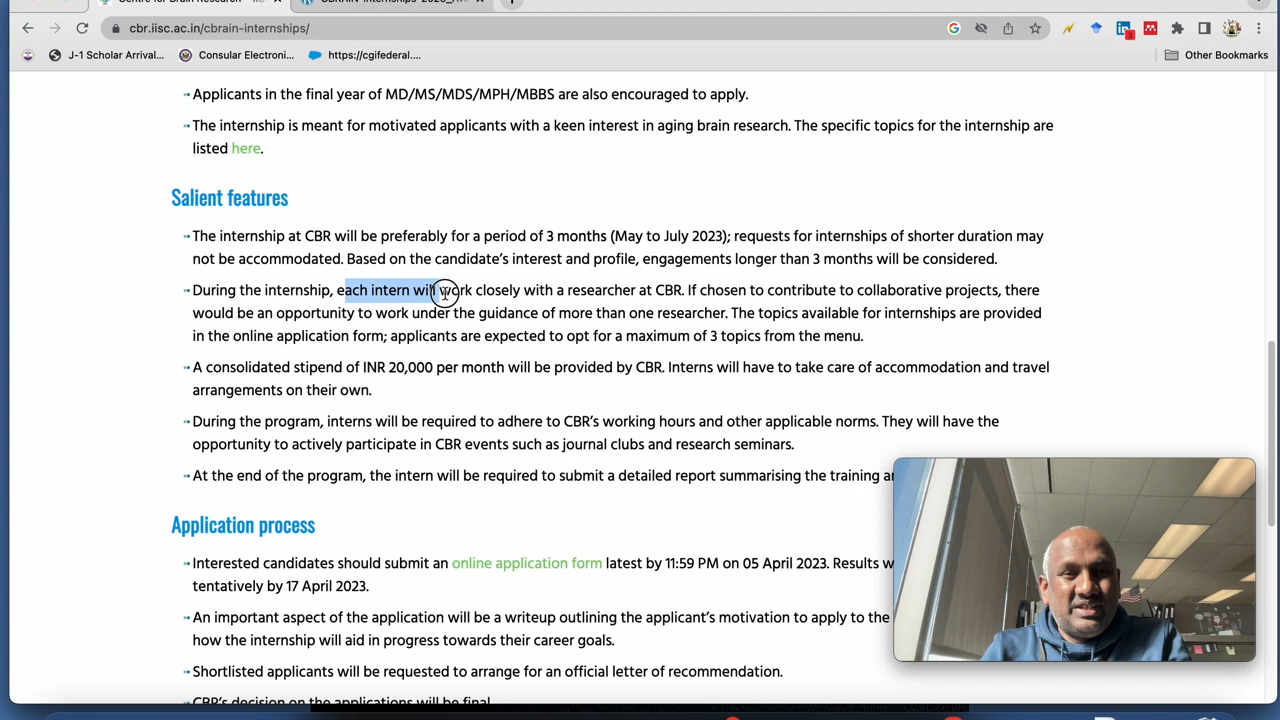 cbr.iisc.ac.in/cbrain-internships/
J-1 Scholar Arrival... Consular Electroni... https://cgifederal.... Other Bookmarks
Applicants in the final year of MD/MS/MDS/MPH/MBBS are also encouraged to apply.
The internship is meant for motivated applicants with a keen interest in aging brain research. The specific topics for the internship are
listed here.
Salient features
The internship at CBR will be preferably for a period of 3 months (May to July 2023); requests for internships of shorter duration may
not be accommodated. Based on the candidate's interest and profile, engagements longer than 3 months will be considered.
During the internship, each intern will work closely with a researcher at CBR. If chosen to contribute to collaborative projects, there
would be an opportunity to work under the guidance of more than one researcher. The topics available for internships are provided
in the online application form; applicants are expected to opt for a maximum of 3 topics from the menu.
A consolidated stipend of INR 20,000 per month will be provided by CBR. Interns will have to take care of accommodation and travel
arrangements on their own.
During the program, interns will be required to adhere to CBR's working hours and other applicable norms. They will have the
opportunity to actively participate in CBR events such as journal clubs and research seminars.
At the end of the program, the intern will be required to submit a detailed report summarising the training
Application process
Interested candidates should submit an online application form latest by 11:59 PM on 05 April 2023. Results
tentatively by 17 April 2023.
An important aspect of the application will be a writeup outlining the applicant's motivation to apply to the
how the internship will aid in progress towards their career goals.
Shortlisted applicants will be requested to arrange for an official letter of recommendation.
CBR's decision on the applications will be final